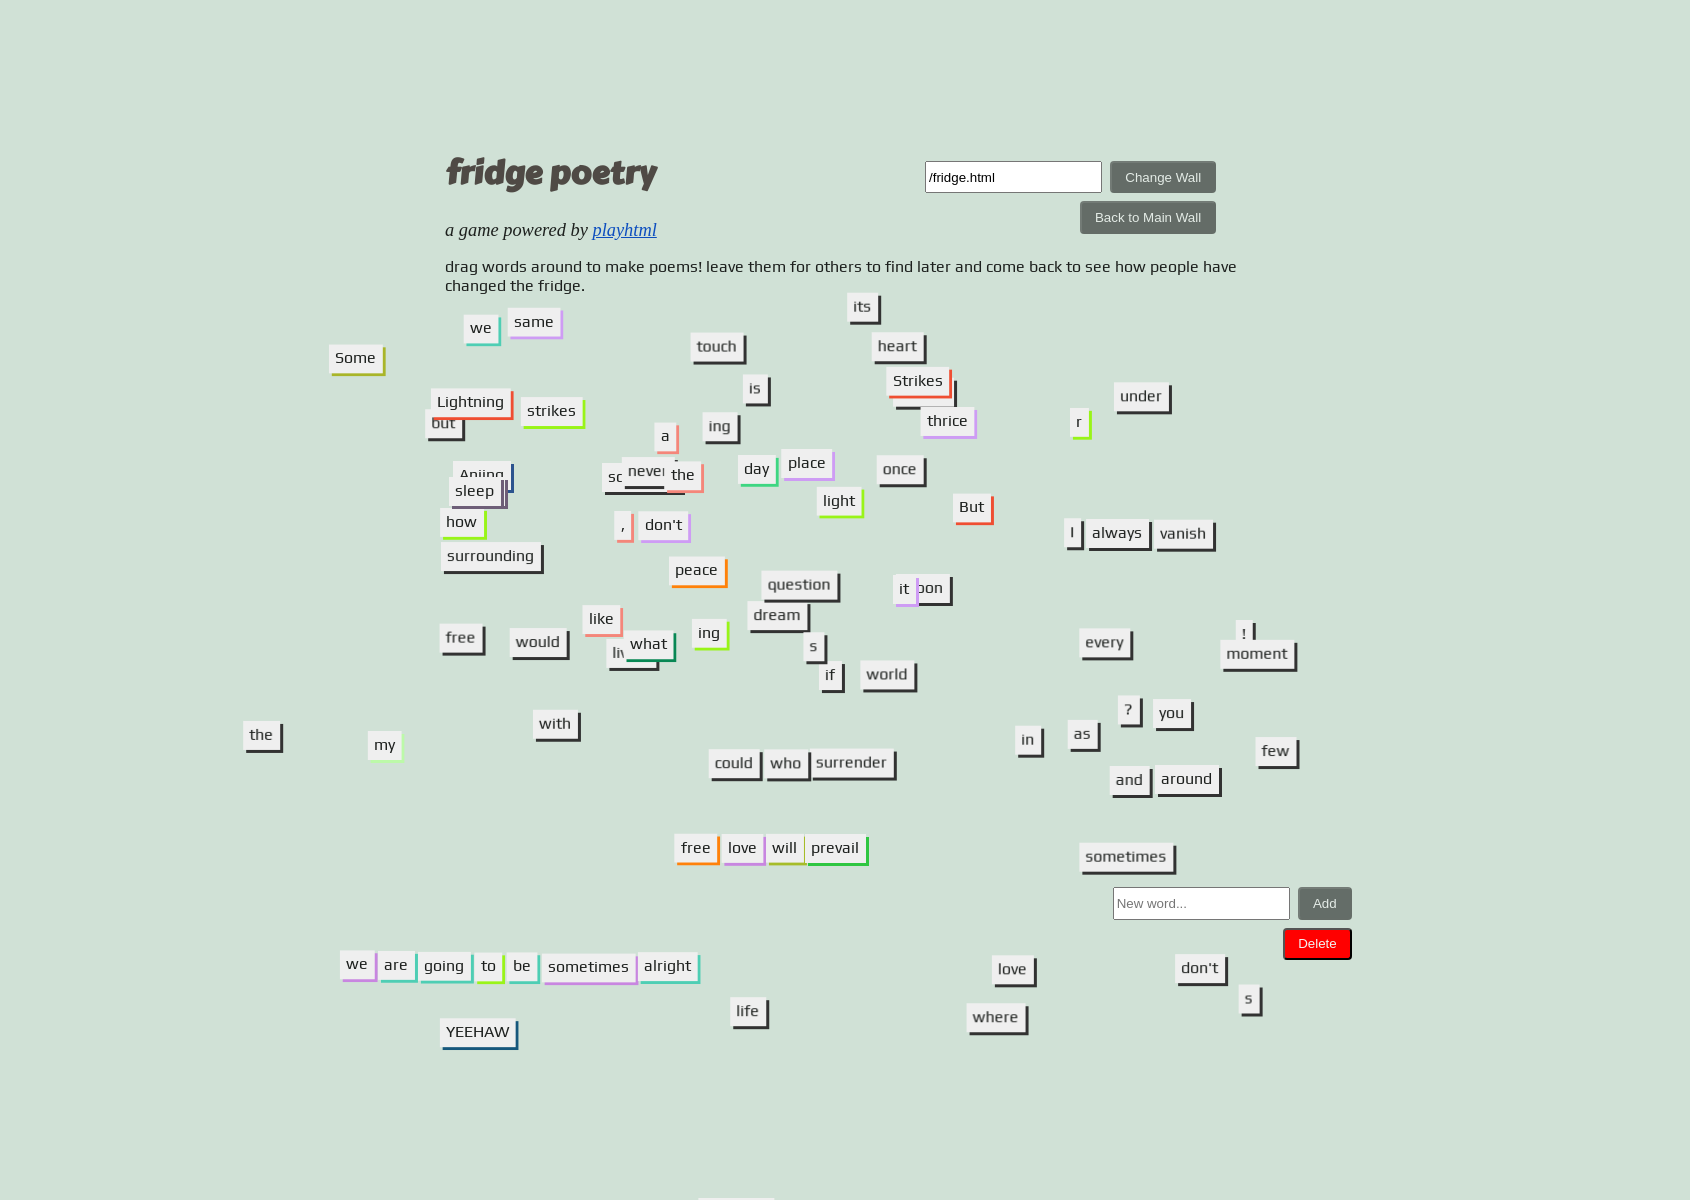 fridge poetry
/fridge.html
Change Wall
Back to Main Wall
a game powered by playhtml
drag words around to make poems! leave them for others to find later and come back to see how people have
changed the fridge.
its
we
same
Some
touch
heart
is
Strikes
under
Lightning
strikes
but
thrice
r
a
ing
never
the
day
place
once
sleep
light
But
how
,
don't
I always vanish
surrounding
peace
question
it
like
dream
free
would
what
ing
s
every
!
moment
if
world
the
my
with
in
as
?
you
could who surrender
few
and around
free love will prevail
sometimes
New word...
Add
Delete
we are going to be sometimes alright
love
don't
life
where
s
YEEHAW